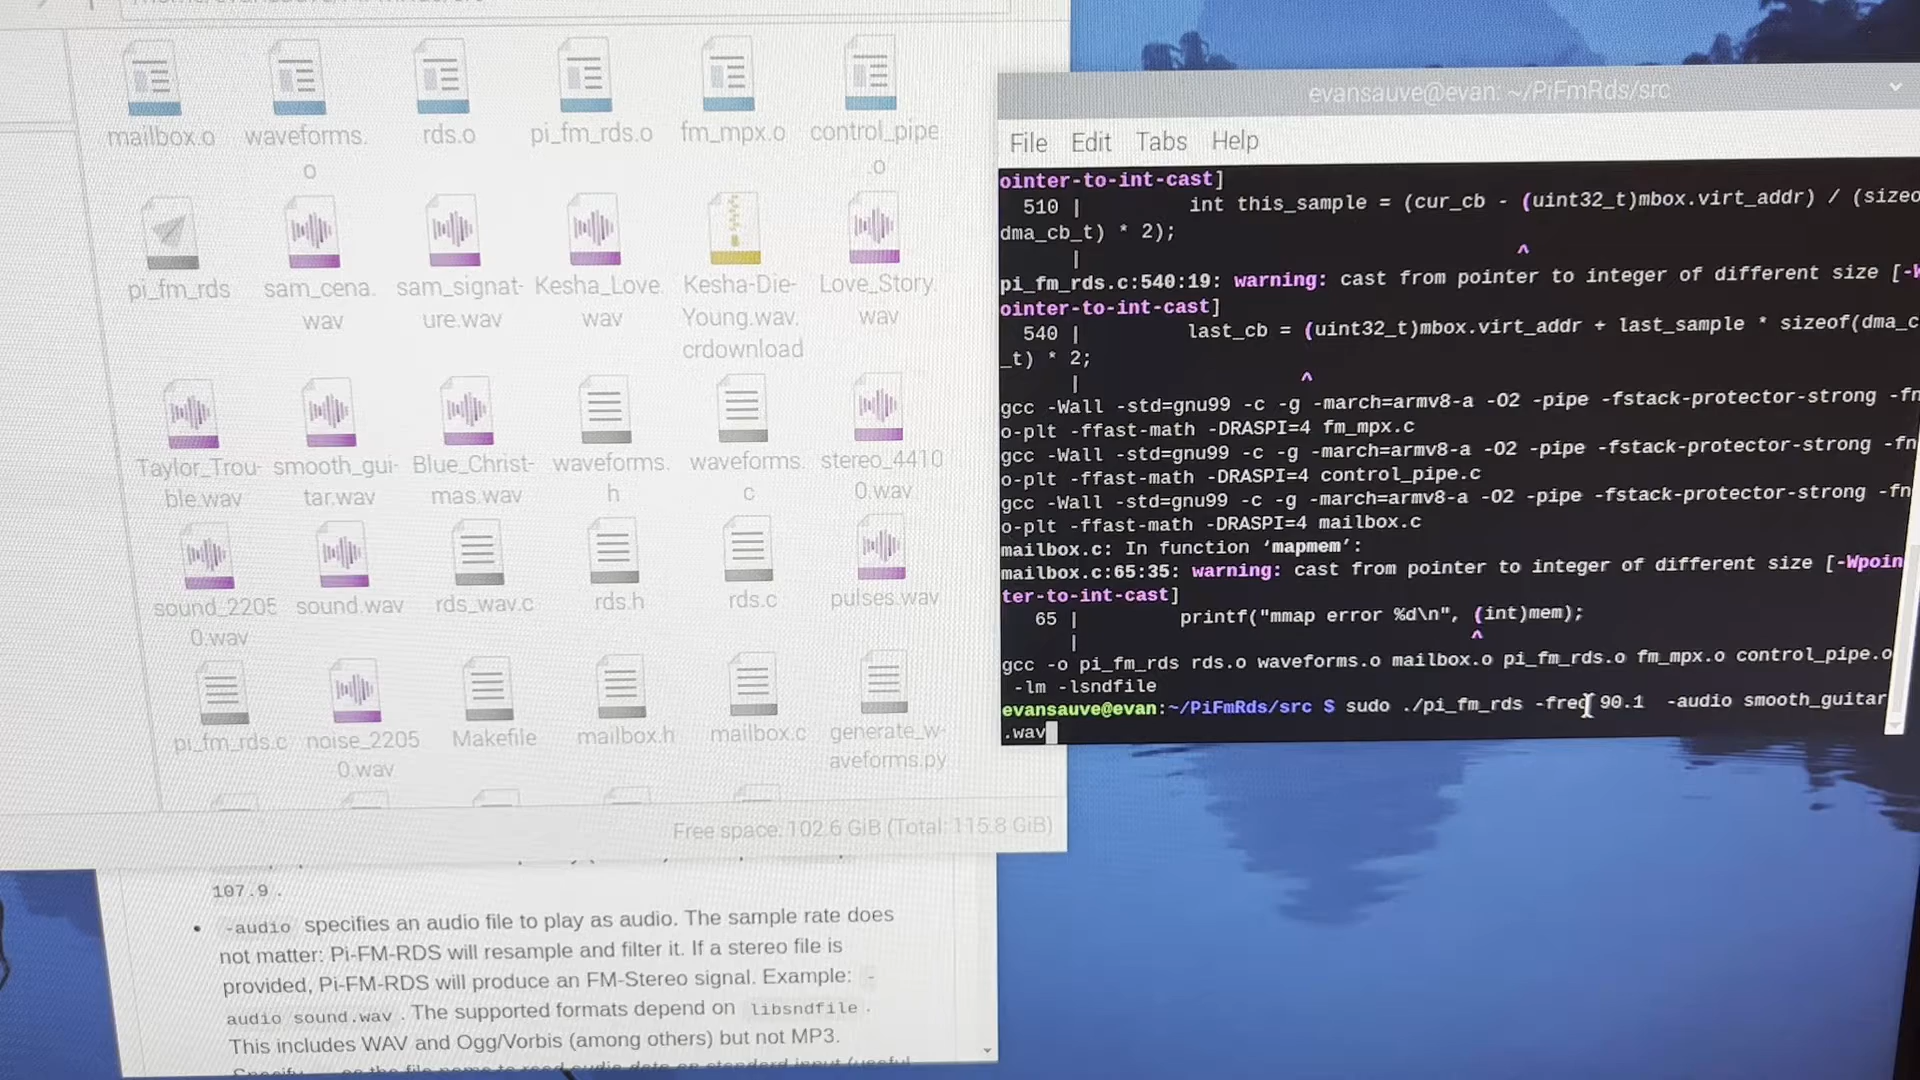 mailbox.o
waveforms.
o
rds.o
pi_fm_rds.o
fm_mpx.o
control_pipe
.o
pi_fm_rds
sam_cena.
wav
sam_signat-
ure.wav
Kesha_Love.
wav
Kesha-Die-
Young.wav.
crdownload
Love_Story.
wav
Taylor_Trou-
ble.wav
smooth_gui-
tar.wav
Blue_Christ-
mas.wav
waveforms.
h
waveforms.
c
stereo_4410
0.wav
sound_2205
0.wav
sound.wav
rds_wav.c
rds.h
rds.c
pulses.wav
pi_fm_rds.c
noise_2205
0.wav
Makefile
mailbox.h
mailbox.c
generate_w-
aveforms.py
Free space: 102.6 GiB (Total: 115.8 GiB)
107.9 .
• -audio specifies an audio file to play as audio. The sample rate does
not matter: Pi-FM-RDS will resample and filter it. If a stereo file is
provided, Pi-FM-RDS will produce an FM-Stereo signal. Example: -
audio sound.wav . The supported formats depend on libsndfile .
This includes WAV and Ogg/Vorbis (among others) but not MP3.
evansauve@evan: ~/PiFmRds/src
File Edit Tabs Help
ointer-to-int-cast]
510 | int this_sample = (cur_cb - (uint32_t)mbox.virt_addr) / (sizeo
dma_cb_t) * 2);
| ^
pi_fm_rds.c:540:19: warning: cast from pointer to integer of different size [-W
ointer-to-int-cast]
540 | last_cb = (uint32_t)mbox.virt_addr + last_sample * sizeof(dma_c
_t) * 2;
| ^
gcc -Wall -std=gnu99 -c -g -march=armv8-a -O2 -pipe -fstack-protector-strong -fn
o-plt -ffast-math -DRASPI=4 fm_mpx.c
gcc -Wall -std=gnu99 -c -g -march=armv8-a -O2 -pipe -fstack-protector-strong -fn
o-plt -ffast-math -DRASPI=4 control_pipe.c
gcc -Wall -std=gnu99 -c -g -march=armv8-a -O2 -pipe -fstack-protector-strong -fn
o-plt -ffast-math -DRASPI=4 mailbox.c
mailbox.c: In function ‘mapmem’:
mailbox.c:65:35: warning: cast from pointer to integer of different size [-Wpoin
ter-to-int-cast]
65 | printf("mmap error %d\n", (int)mem);
| ^
gcc -o pi_fm_rds rds.o waveforms.o mailbox.o pi_fm_rds.o fm_mpx.o control_pipe.o
-lm -lsndfile
evansauve@evan:~/PiFmRds/src $ sudo ./pi_fm_rds -freq 90.1 -audio smooth_guitar
.wav